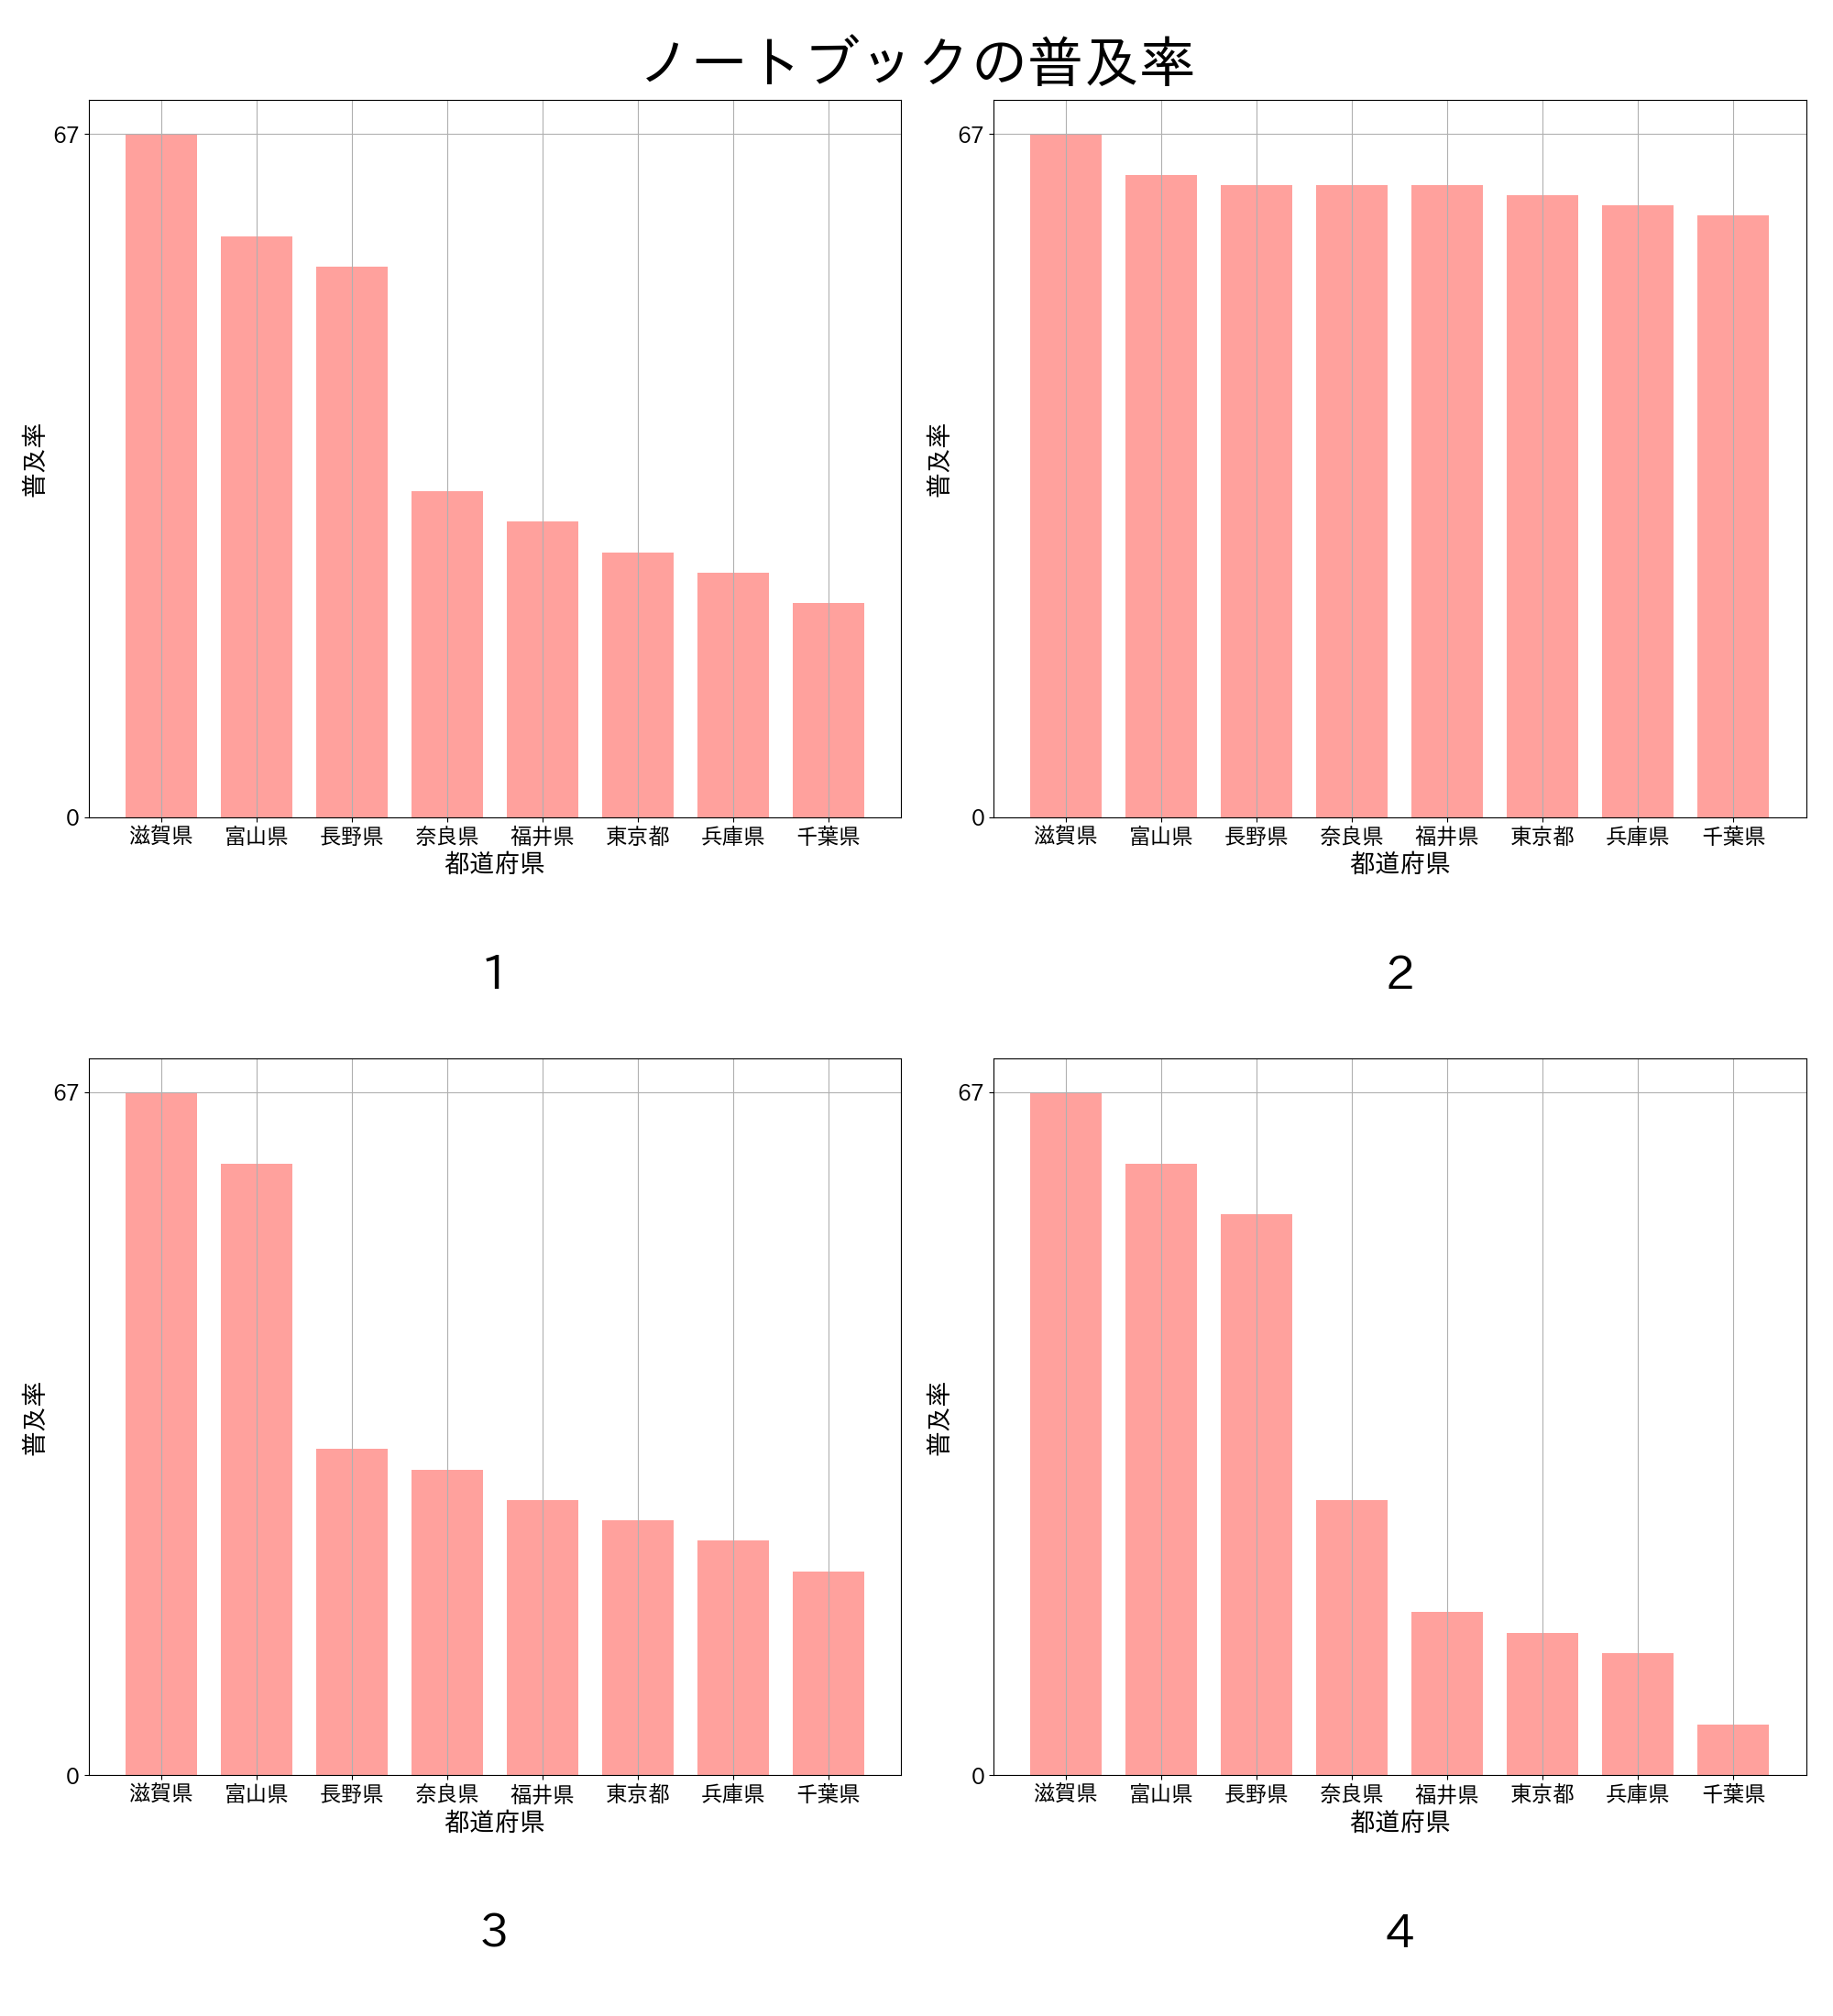 ノートブックの普及率
67
0
普及率
滋賀県 富山県 長野県 奈良県 福井県 東京都 兵庫県 千葉県
都道府県
1
67
0
普及率
滋賀県 富山県 長野県 奈良県 福井県 東京都 兵庫県 千葉県
都道府県
2
67
0
普及率
滋賀県 富山県 長野県 奈良県 福井県 東京都 兵庫県 千葉県
都道府県
3
67
0
普及率
滋賀県 富山県 長野県 奈良県 福井県 東京都 兵庫県 千葉県
都道府県
4